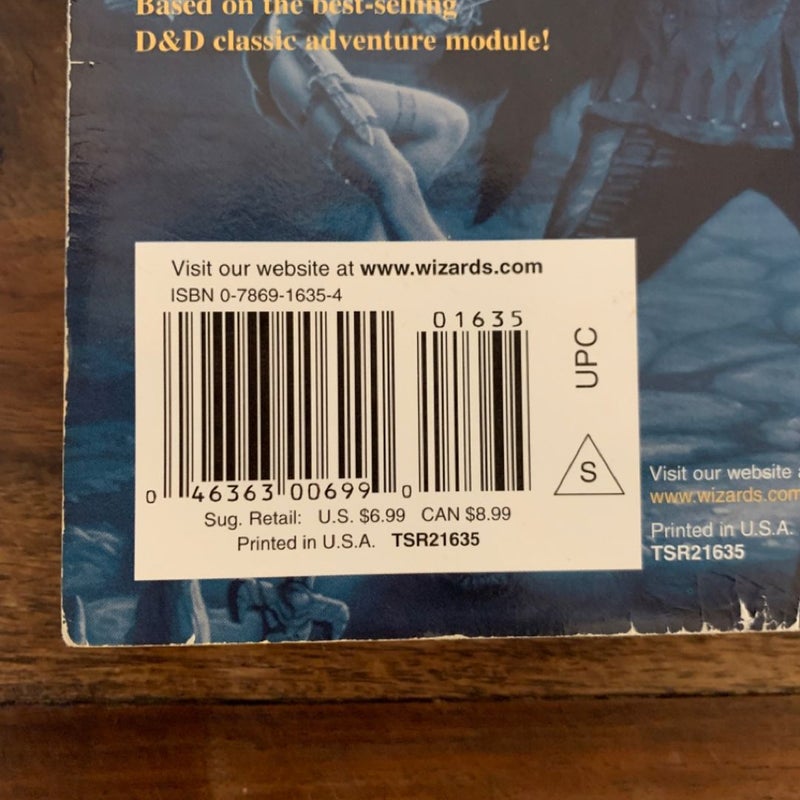 Based on the best-selling
D&D classic adventure module!
Visit our website at www.wizards.com
ISBN 0-7869-1635-4
01635
UPC
S
0 46363 00699 0
Sug. Retail: U.S. $6.99 CAN $8.99
Printed in U.S.A. TSR21635
Visit our website
www.wizards.com
Printed in U.S.A.
TSR21635